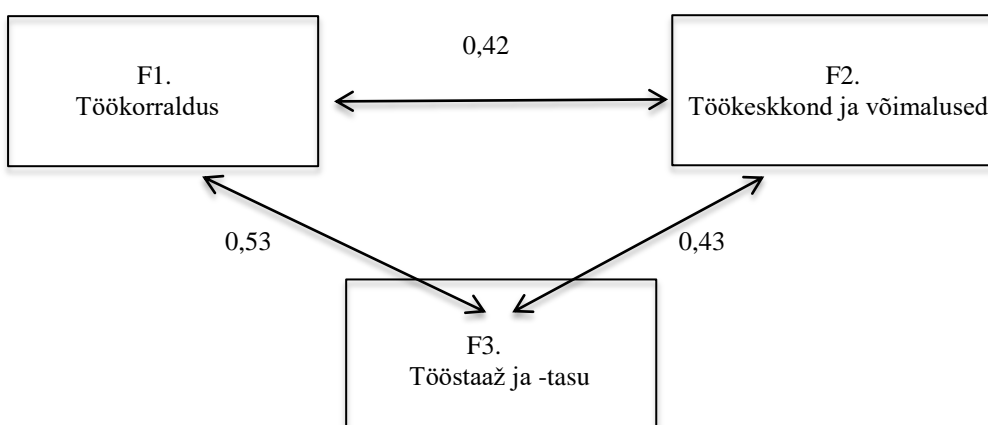 0,42
F1.
Töökorraldus
F2.
Töökeskkond ja võimalused
0,53
0,43
F3.
Tööstaaž ja -tasu